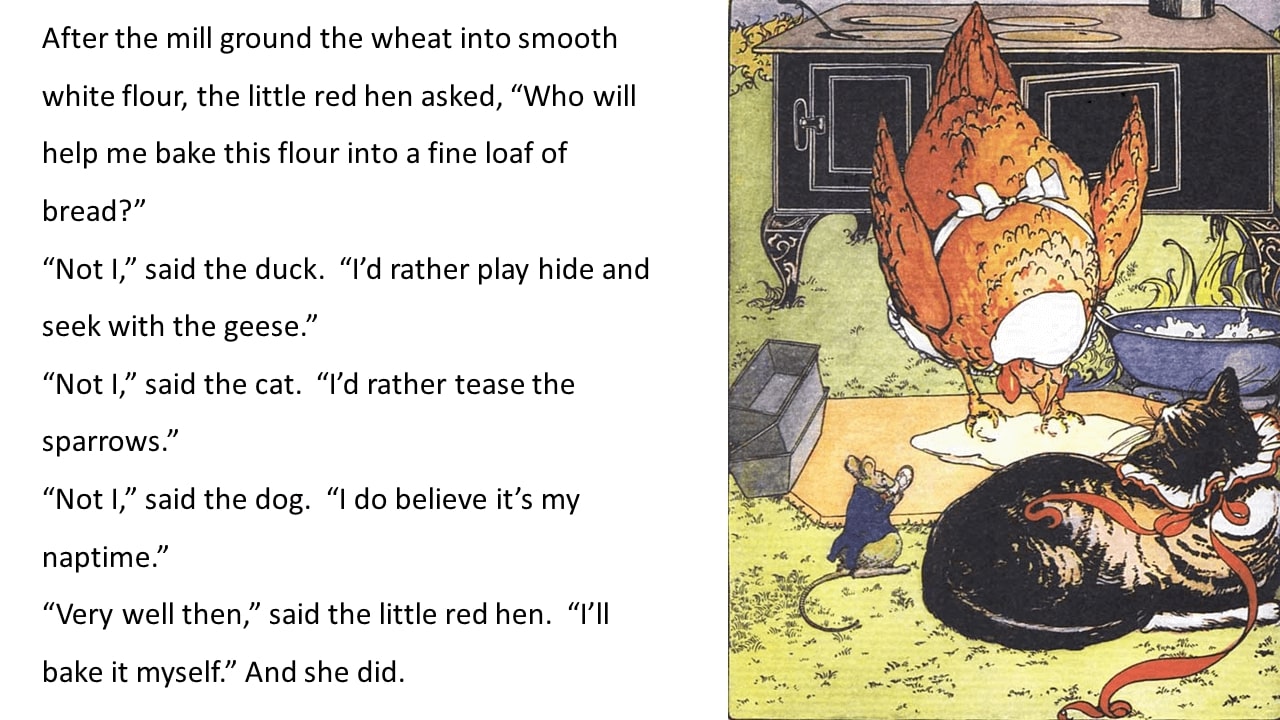 After the mill ground the wheat into smooth
white flour, the little red hen asked, “Who will
help me bake this flour into a fine loaf of
bread?”
“Not I,” said the duck.  “I’d rather play hide and
seek with the geese.”
“Not I,” said the cat.  “I’d rather tease the
sparrows.”
“Not I,” said the dog.  “I do believe it’s my
naptime.”
“Very well then,” said the little red hen.  “I’ll
bake it myself.” And she did.